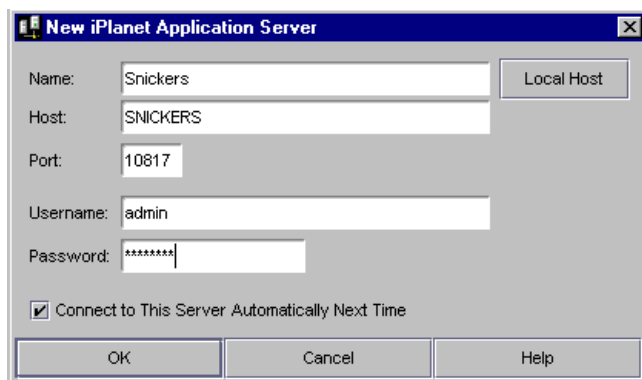 New iPlanet Application Server
Name: Snickers Local Host
Host: SNICKERS
Port: 10817
Username: admin
Password: ********
Connect to This Server Automatically Next Time
OK Cancel Help